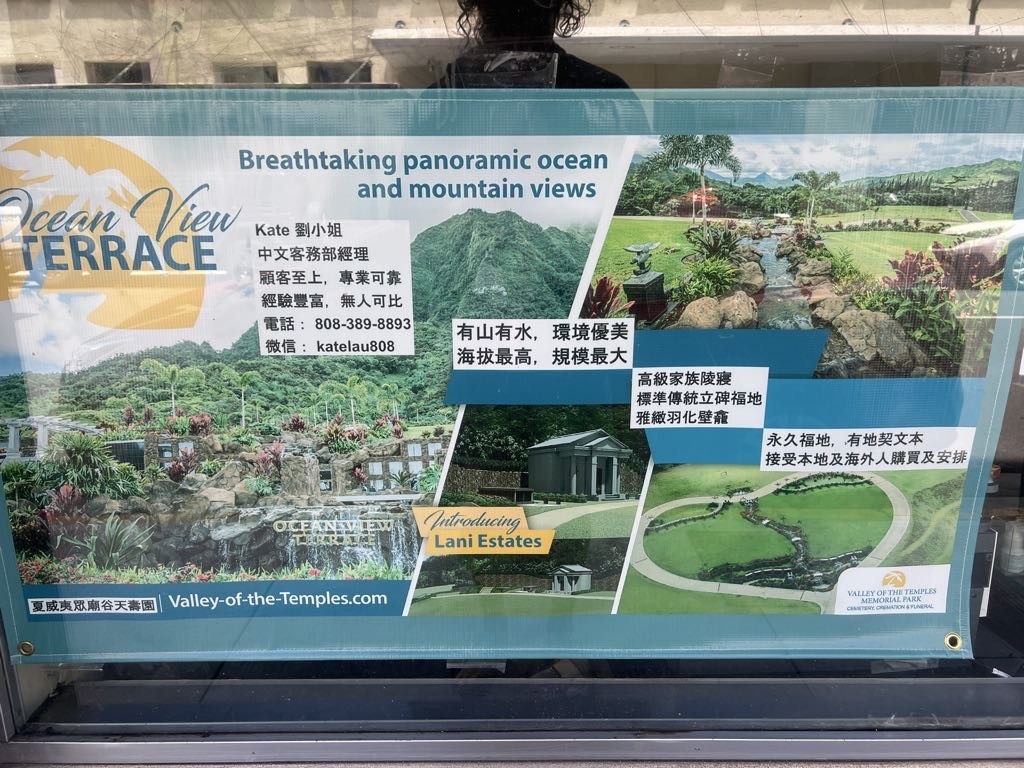 Ocean View
TERRACE
Breathtaking panoramic ocean
and mountain views
Kate 劉小姐
中文客務部經理
顧客至上，專業可靠
經驗豐富，無人可比
電話：808-389-8893
微信：katelau808
有山有水，環境優美
海拔最高，規模最大
高級家族陵寢
標準傳統立碑福地
雅緻羽化壁龕
永久福地，有地契文本
接受本地及海外人購買及安排
OCEAN VIEW
TERRACE
Introducing
Lani Estates
夏威夷眾廟谷天壽園
Valley-of-the-Temples.com
VALLEY OF THE TEMPLES
MEMORIAL PARK
CEMETERY, CREMATION & FUNERAL